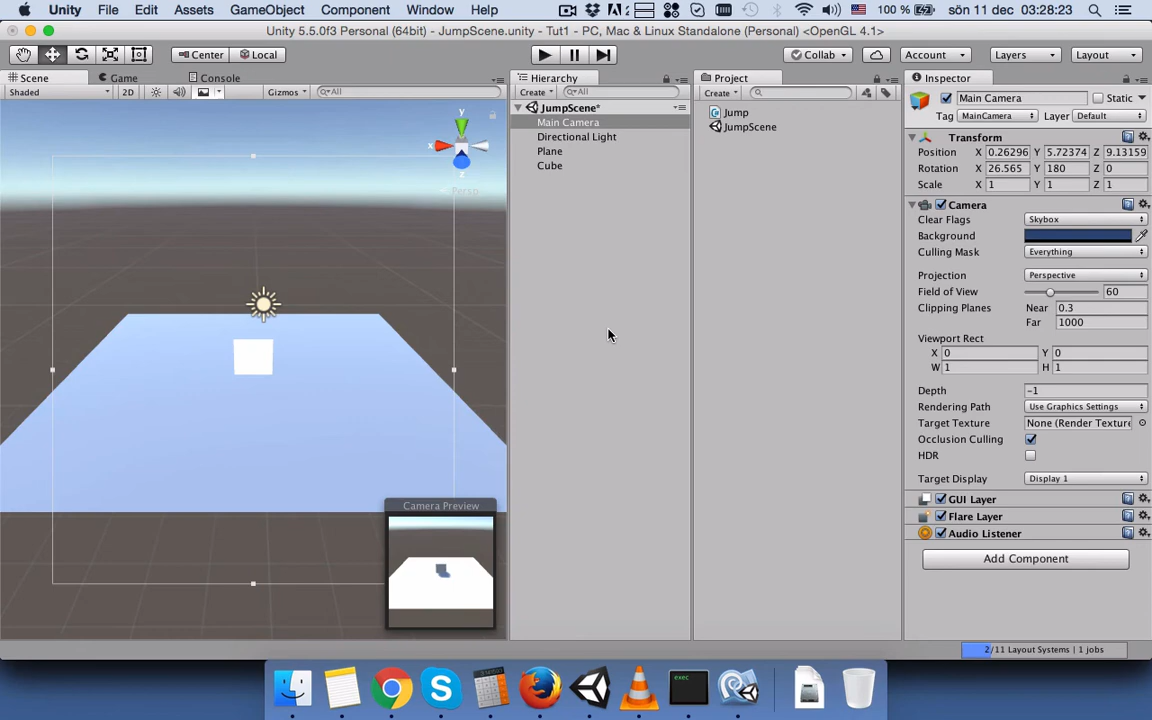 Unity File Edit Assets GameObject Component Window Help 100 % sön 11 dec 03:28:23
Unity 5.5.0f3 Personal (64bit) - JumpScene.unity - Tut1 - PC, Mac & Linux Standalone (Personal) <OpenGL 4.1>
Center Local Collab Account Layers Layout
Scene Game Console
Shaded 2D Gizmos All
y
x
z
Persp
Camera Preview
Hierarchy
Create All
JumpScene*
Main Camera
Directional Light
Plane
Cube
Project
Create
Jump
JumpScene
Inspector
Main Camera Static
Tag MainCamera Layer Default
Transform
Position X 0.26296 Y 5.72374 Z 9.13159
Rotation X 26.565 Y 180 Z 0
Scale X 1 Y 1 Z 1
Camera
Clear Flags Skybox
Background
Culling Mask Everything
Projection Perspective
Field of View 60
Clipping Planes Near 0.3
Far 1000
Viewport Rect
X 0 Y 0
W 1 H 1
Depth -1
Rendering Path Use Graphics Settings
Target Texture None (Render Texture
Occlusion Culling
HDR
Target Display Display 1
GUI Layer
Flare Layer
Audio Listener
Add Component
2/11 Layout Systems | 1 jobs
exec